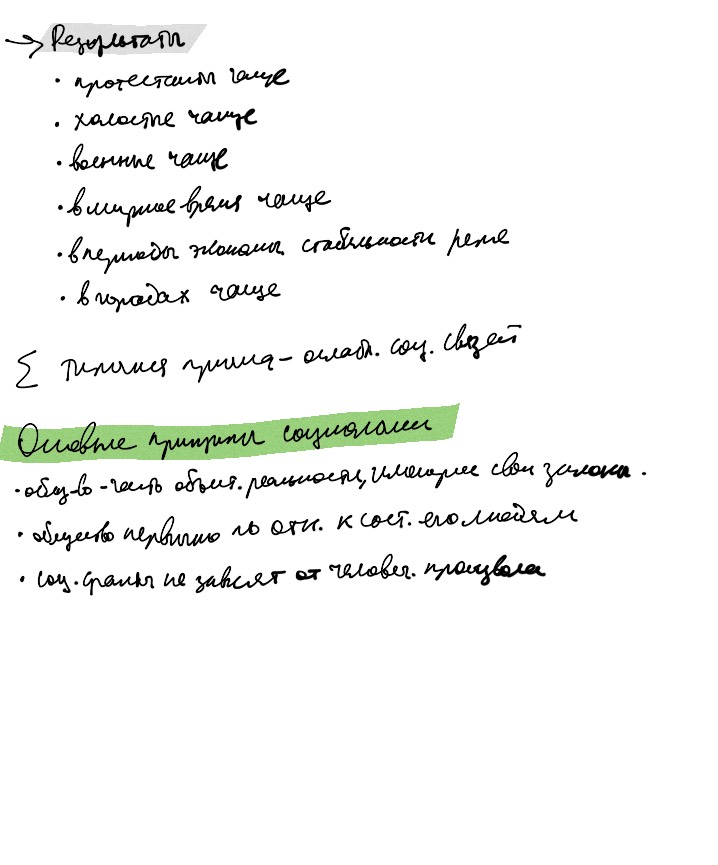 → Результаты
• протестанты чаще
• холостые чаще
• военные чаще
• в мирное время чаще
• в периоды эконом. стабильности реже
• в городах чаще
Σ Типичная причина - ослабл. соц. связей
Основные принципы социологии
• общ-во - часть объект. реальности, имеющее свои законы.
• общество первично по отн. к сост. его людям
• соц. факты не зависят от человеч. произвола